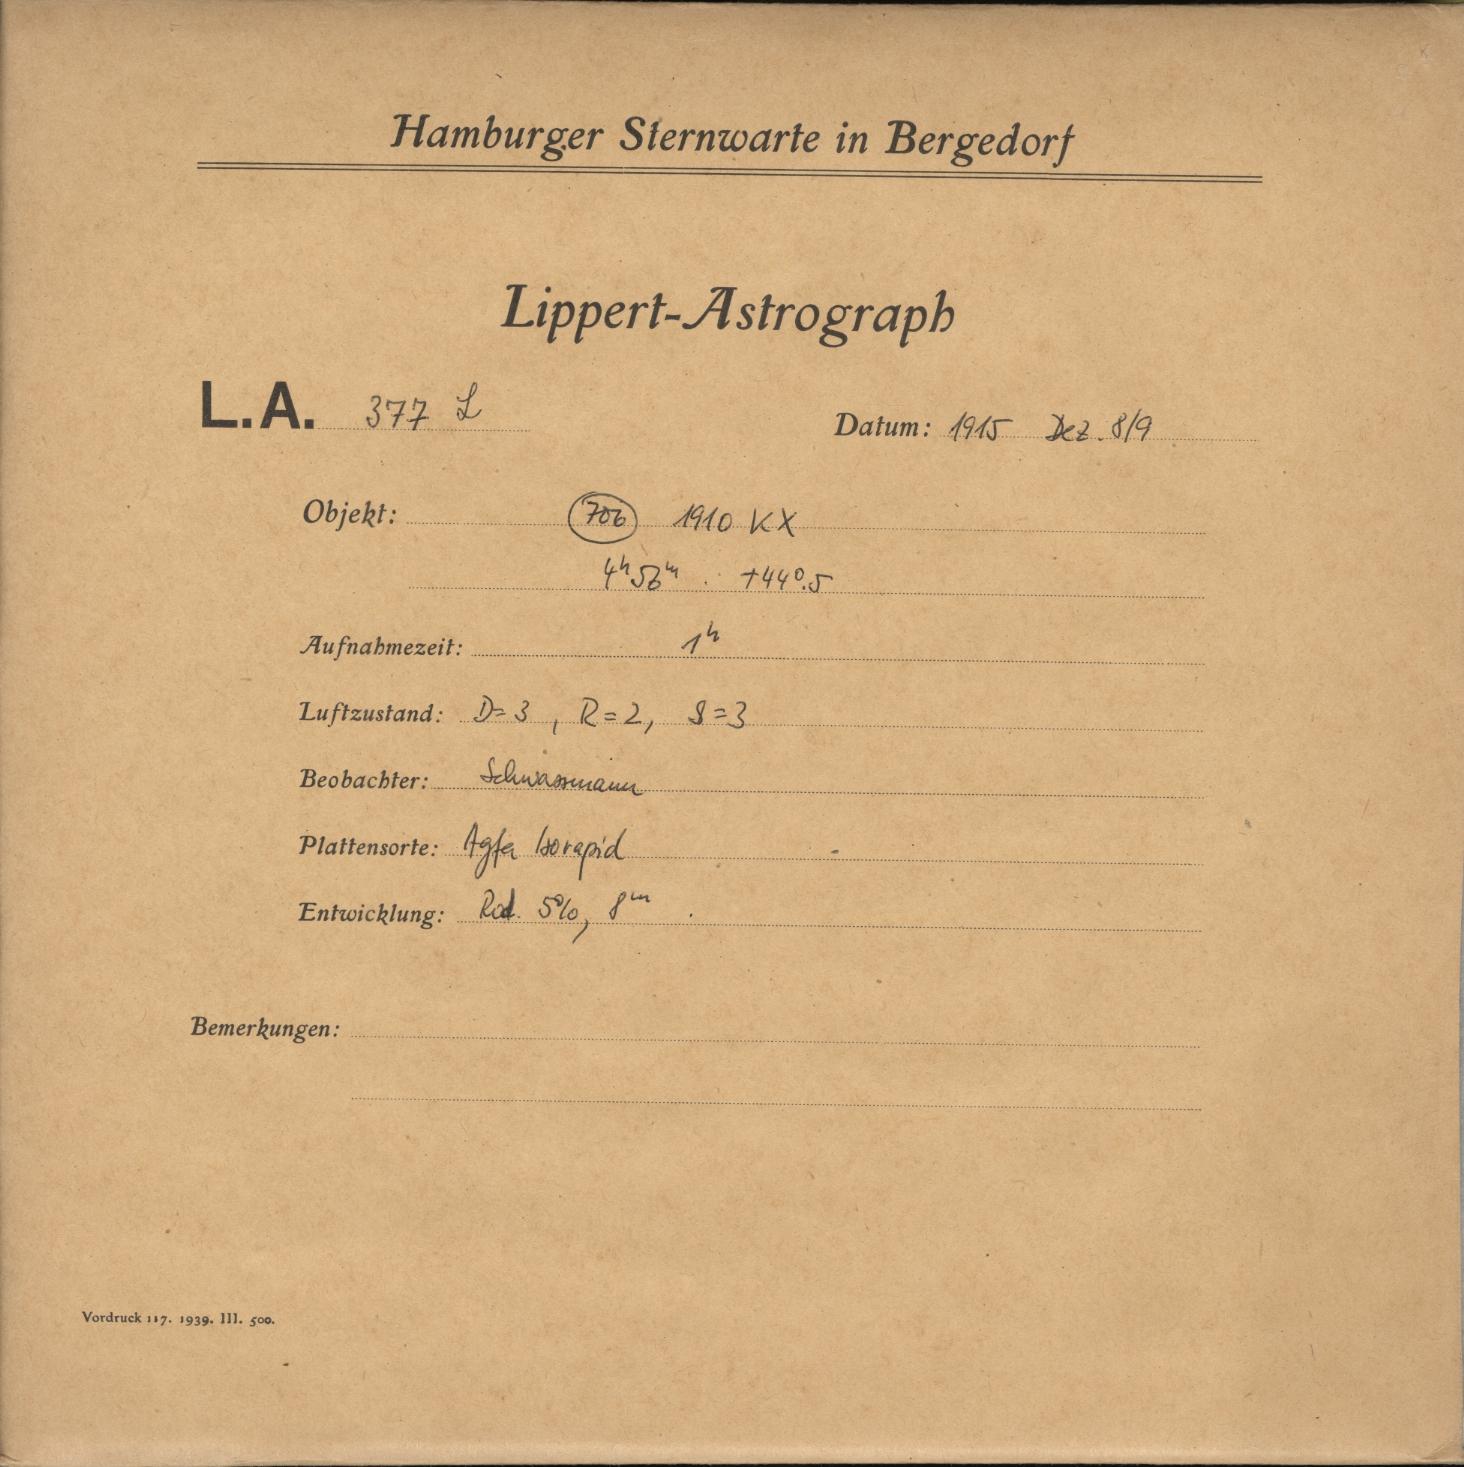 Hamburger Sternwarte in Bergedorf
Lippert-Astrograph
L.A. 377 L
Datum: 1915 Dez. 8/9
Objekt: 706 1910 KX
4h 56m . +44°.5
Aufnahmezeit: 1h
Luftzustand: D=3, R=2, S=3
Beobachter: Schwassmann
Plattensorte: Agfa Isorapid
Entwicklung: Rod. 5%, 8m .
Bemerkungen:
Vordruck 117. 1939. III. 500.